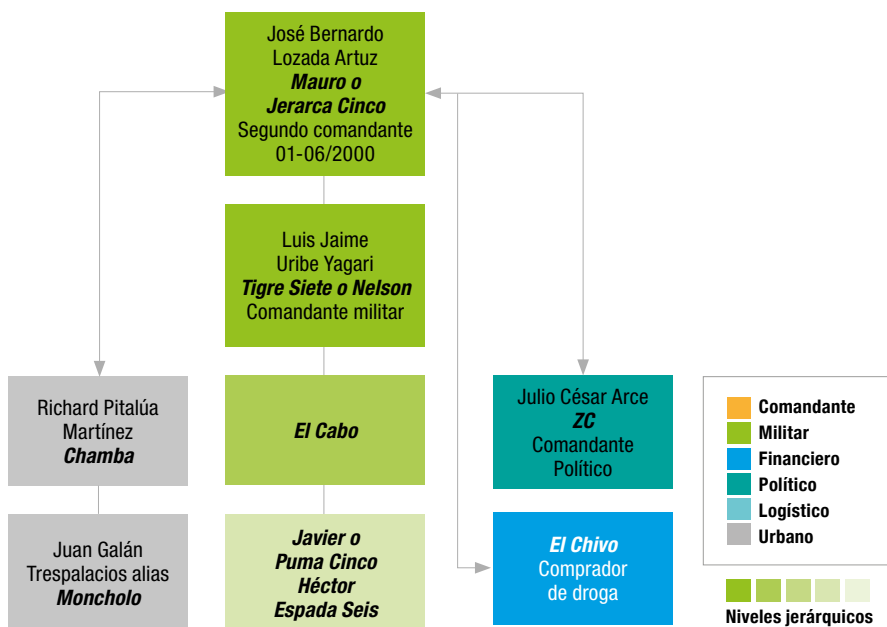 José Bernardo
Lozada Artuz
Mauro o
Jerarca Cinco
Segundo comandante
01-06/2000
Luis Jaime
Uribe Yagari
Tigre Siete o Nelson
Comandante militar
Richard Pitalúa
Martínez
Chamba
El Cabo
Julio César Arce
ZC
Comandante
Político
Juan Galán
Trespalacios alias
Moncholo
Javier o
Puma Cinco
Héctor
Espada Seis
El Chivo
Comprador
de droga
Comandante
Militar
Financiero
Político
Logístico
Urbano
Niveles jerárquicos